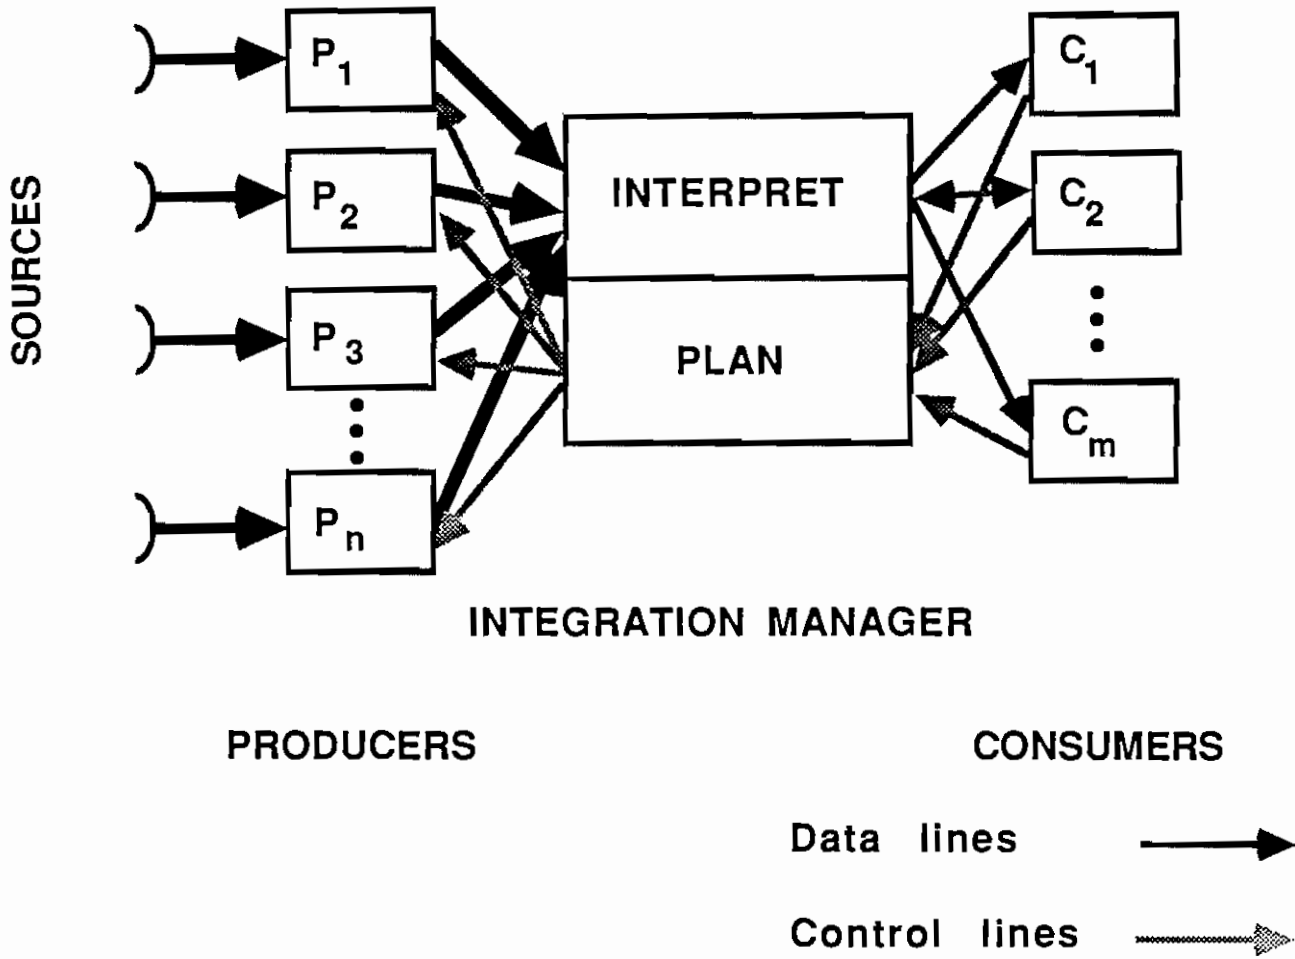 SOURCES
P1
P2
P3
Pn
INTERPRET
PLAN
C1
C2
Cm
INTEGRATION MANAGER
PRODUCERS
CONSUMERS
Data lines
Control lines